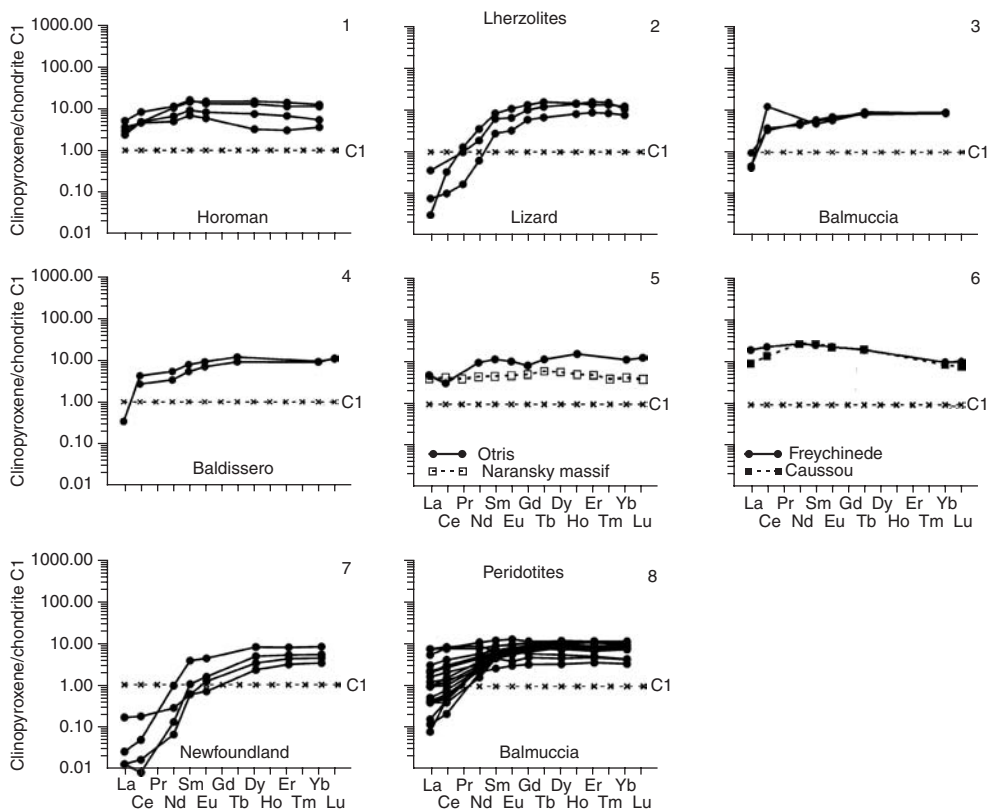 Lherzolites
Clinopyroxene/chondrite C1
1000.00
100.00
10.00
1.00
0.10
0.01
1
C1
Horoman
2
C1
Lizard
3
C1
Balmuccia
Clinopyroxene/chondrite C1
1000.00
100.00
10.00
1.00
0.10
0.01
4
C1
Baldissero
5
C1
Otris
Naransky massif
La Pr Sm Gd Dy Er Yb
Ce Nd Eu Tb Ho Tm Lu
6
C1
Freychinede
Caussou
La Pr Sm Gd Dy Er Yb
Ce Nd Eu Tb Ho Tm Lu
Clinopyroxene/chondrite C1
1000.00
100.00
10.00
1.00
0.10
0.01
7
C1
Newfoundland
La Pr Sm Gd Dy Er Yb
Ce Nd Eu Tb Ho Tm Lu
Peridotites
8
C1
Balmuccia
La Pr Sm Gd Dy Er Yb
Ce Nd Eu Tb Ho Tm Lu